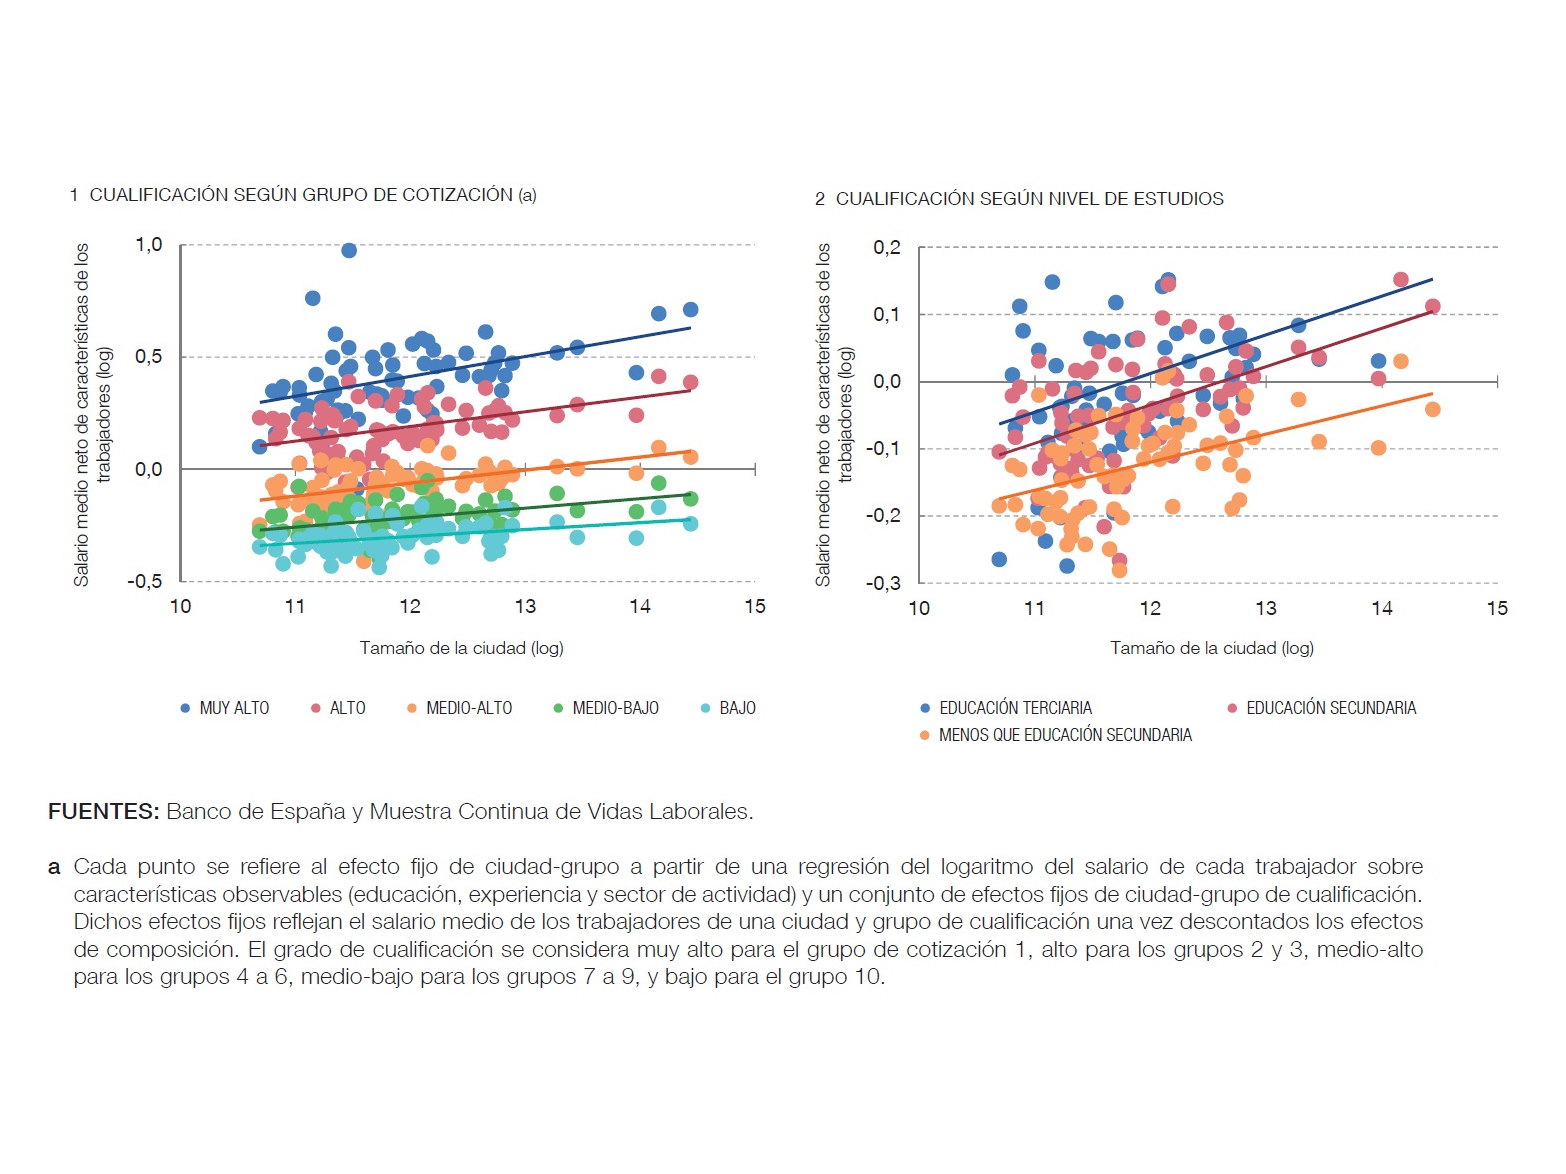 1 CUALIFICACIÓN SEGÚN GRUPO DE COTIZACIÓN (a)
Salario medio neto de características de los
trabajadores (log)
1,0
0,5
0,0
-0,5
10 11 12 13 14 15
Tamaño de la ciudad (log)
MUY ALTO ALTO MEDIO-ALTO MEDIO-BAJO BAJO
2 CUALIFICACIÓN SEGÚN NIVEL DE ESTUDIOS
Salario medio neto de características de los
trabajadores (log)
0,2
0,1
0,0
-0,1
-0,2
-0,3
10 11 12 13 14 15
Tamaño de la ciudad (log)
EDUCACIÓN TERCIARIA EDUCACIÓN SECUNDARIA
MENOS QUE EDUCACIÓN SECUNDARIA
FUENTES: Banco de España y Muestra Continua de Vidas Laborales.
a Cada punto se refiere al efecto fijo de ciudad-grupo a partir de una regresión del logaritmo del salario de cada trabajador sobre
características observables (educación, experiencia y sector de actividad) y un conjunto de efectos fijos de ciudad-grupo de cualificación.
Dichos efectos fijos reflejan el salario medio de los trabajadores de una ciudad y grupo de cualificación una vez descontados los efectos
de composición. El grado de cualificación se considera muy alto para el grupo de cotización 1, alto para los grupos 2 y 3, medio-alto
para los grupos 4 a 6, medio-bajo para los grupos 7 a 9, y bajo para el grupo 10.